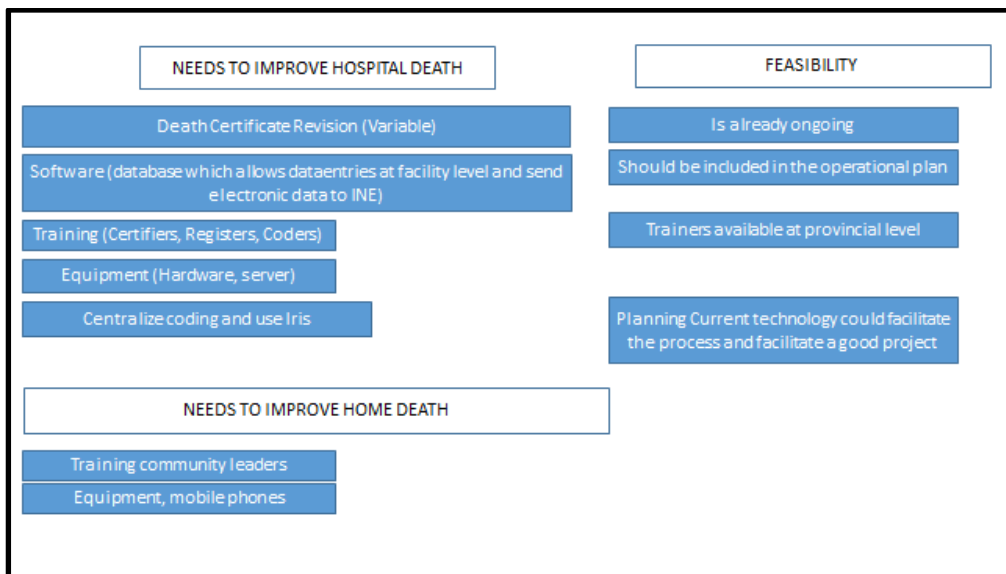 NEEDS TO IMPROVE HOSPITAL DEATH
Death Certificate Revision (Variable)
Software (database which allows dataentries at facility level and send
electronic data to INE)
Training (Certifiers, Registers, Coders)
Equipment (Hardware, server)
Centralize coding and use Iris
NEEDS TO IMPROVE HOME DEATH
Training community leaders
Equipment, mobile phones
FEASIBILITY
Is already ongoing
Should be included in the operational plan
Trainers available at provincial level
Planning Current technology could facilitate
the process and facilitate a good project